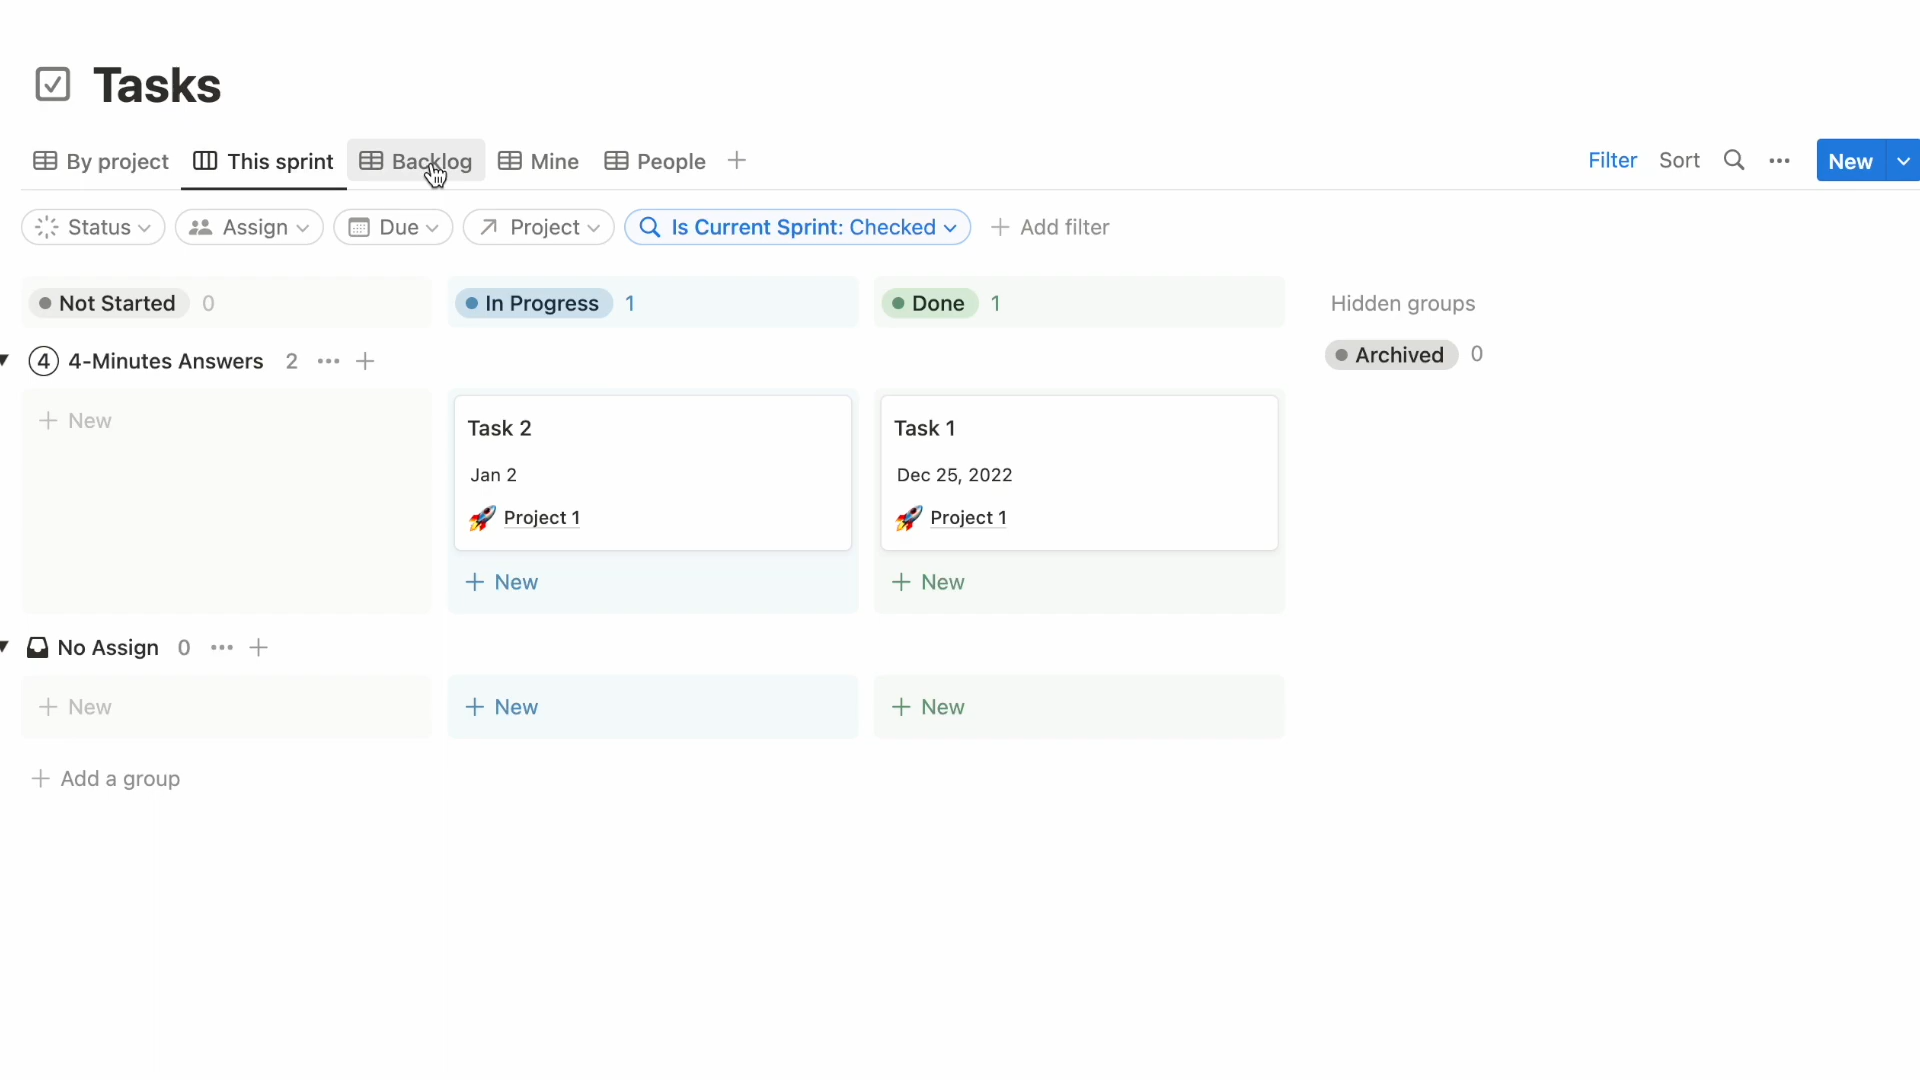 Tasks
By project This sprint Backlog Mine People
Filter Sort New
Status Assign Due Project Is Current Sprint: Checked + Add filter
Not Started 0 In Progress 1 Done 1 Hidden groups
Archived 0
4 4-Minutes Answers 2 ··· +
+ New
Task 2
Jan 2
Project 1
+ New
Task 1
Dec 25, 2022
Project 1
+ New
No Assign 0 ··· +
+ New + New + New
+ Add a group